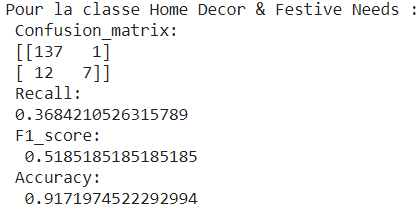 Pour la classe Home Decor & Festive Needs :
Confusion_matrix:
[[137   1]
[ 12   7]]
Recall:
0.3684210526315789
F1_score:
0.5185185185185185
Accuracy:
0.9171974522292994